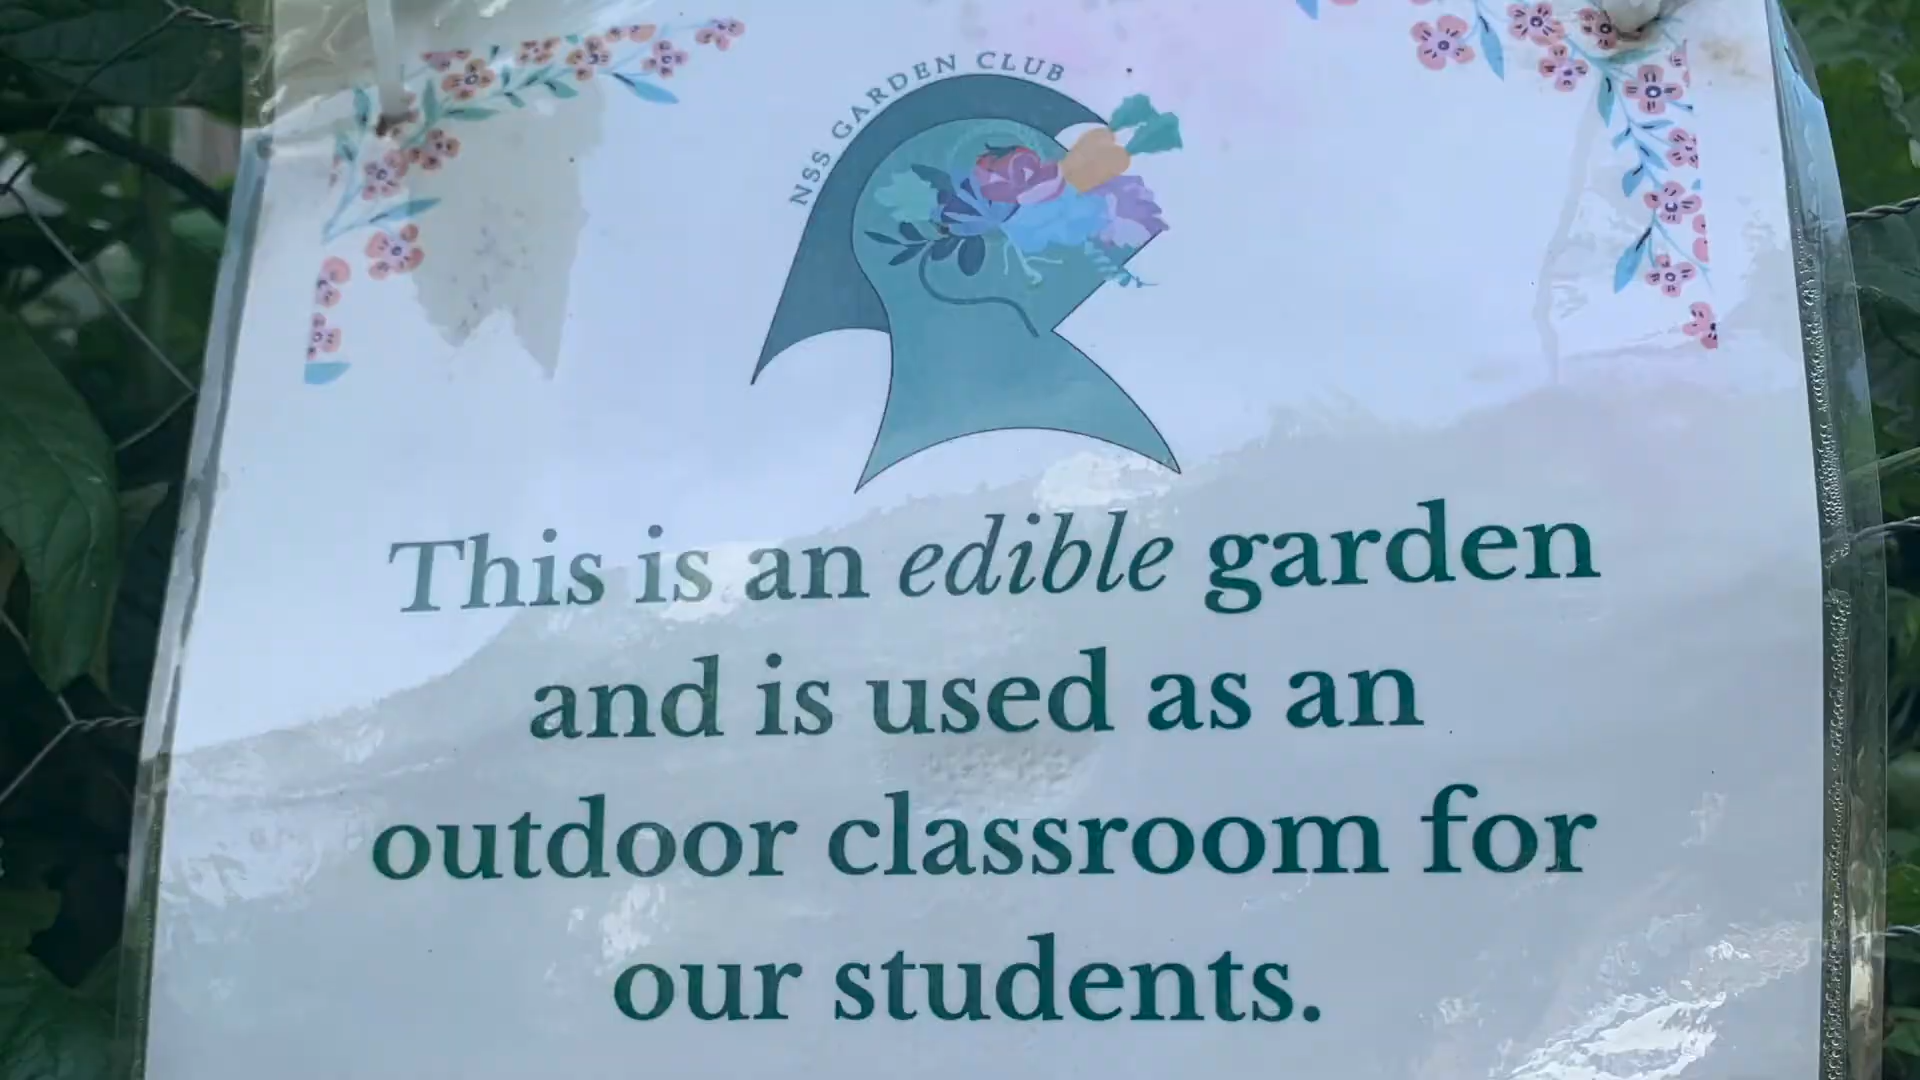 NSS GARDEN CLUB
This is an edible garden
and is used as an
outdoor classroom for
our students.